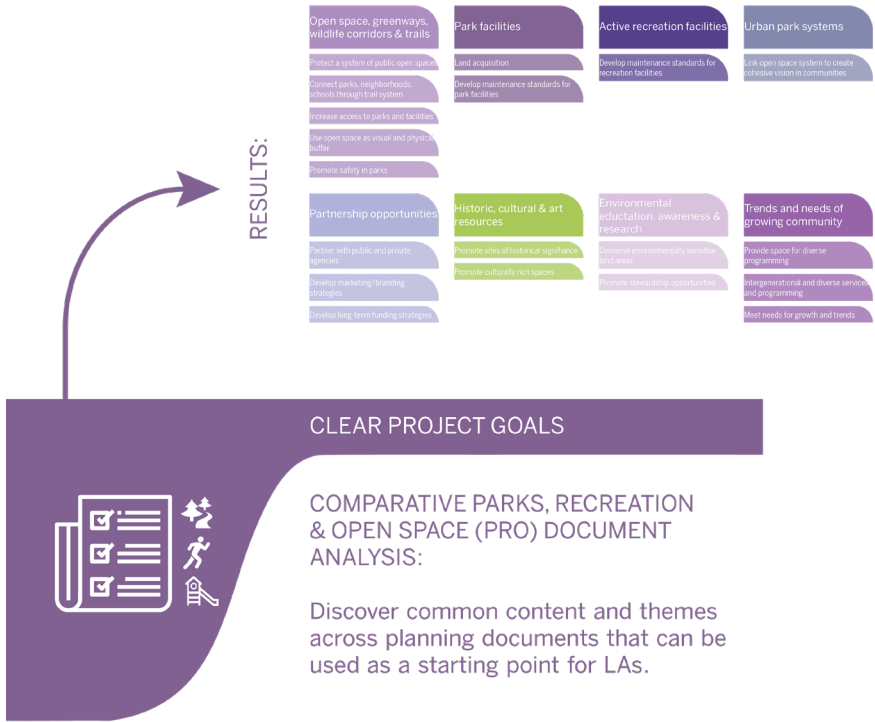 Open space, greenways,
wildlife corridors & trails
Protect a system of public open space
Connect parks, neighborhoods,
schools through trail system
Increase access to parks and facilities
Use open space as visual and physical
buffer
Promote safety in parks
Park facilities
Land acquisition
Develop maintenance standards for
park facilities
Active recreation facilities
Develop maintenance standards for
recreation facilities
Urban park systems
Link open space system to create
cohesive vision in communities
RESULTS:
Partnership opportunities
Partner with public and private
agencies
Develop marketing/branding
strategies
Develop long-term funding strategies
Historic, cultural & art
resources
Promote sites of historical signifiance
Promote culturally rich spaces
Environmental
eductation, awareness &
research
Conserve environmentally sensitive
land areas
Promote stewardship opportunities
Trends and needs of
growing community
Provide space for diverse
programming
Intergenerational and diverse services
and programming
Meet needs for growth and trends
CLEAR PROJECT GOALS
COMPARATIVE PARKS, RECREATION
& OPEN SPACE (PRO) DOCUMENT
ANALYSIS:
Discover common content and themes
across planning documents that can be
used as a starting point for LAs.